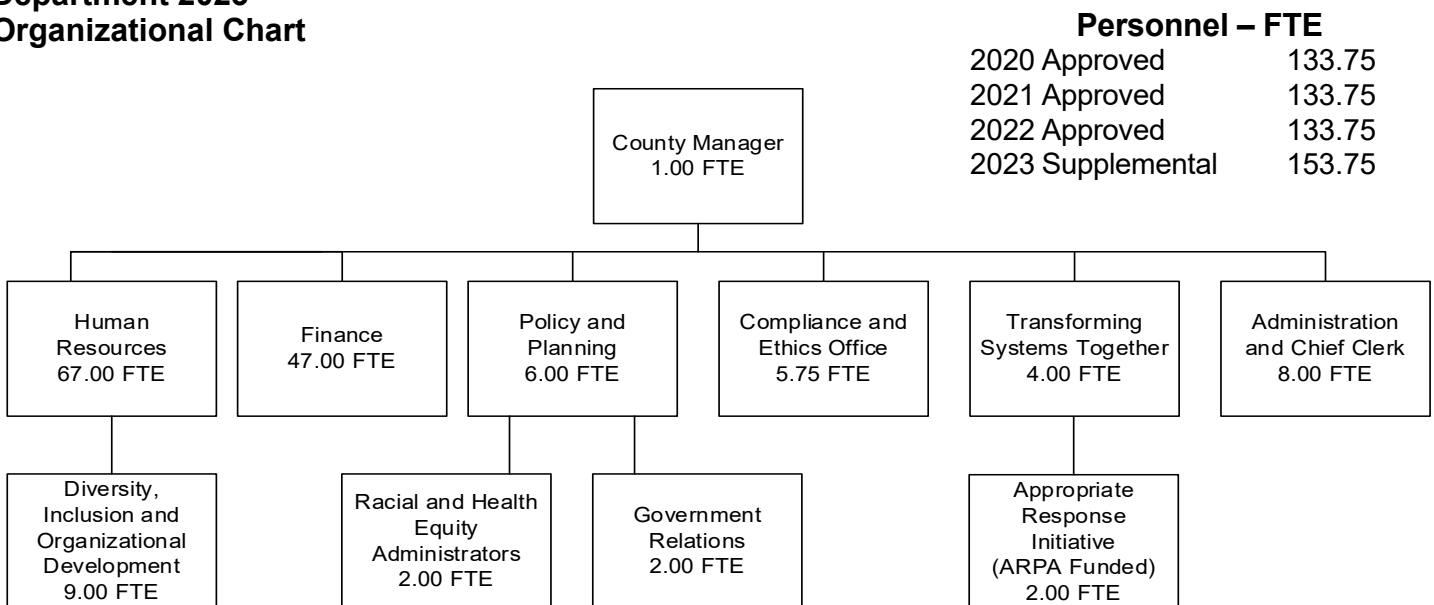 Organizational Chart
Personnel – FTE
2020 Approved 133.75
2021 Approved 133.75
2022 Approved 133.75
2023 Supplemental 153.75
County Manager
1.00 FTE
Human
Resources
67.00 FTE
Finance
47.00 FTE
Policy and
Planning
6.00 FTE
Compliance and
Ethics Office
5.75 FTE
Transforming
Systems Together
4.00 FTE
Administration
and Chief Clerk
8.00 FTE
Diversity,
Inclusion and
Organizational
Development
9.00 FTE
Racial and Health
Equity
Administrators
2.00 FTE
Government
Relations
2.00 FTE
Appropriate
Response
Initiative
(ARPA Funded)
2.00 FTE